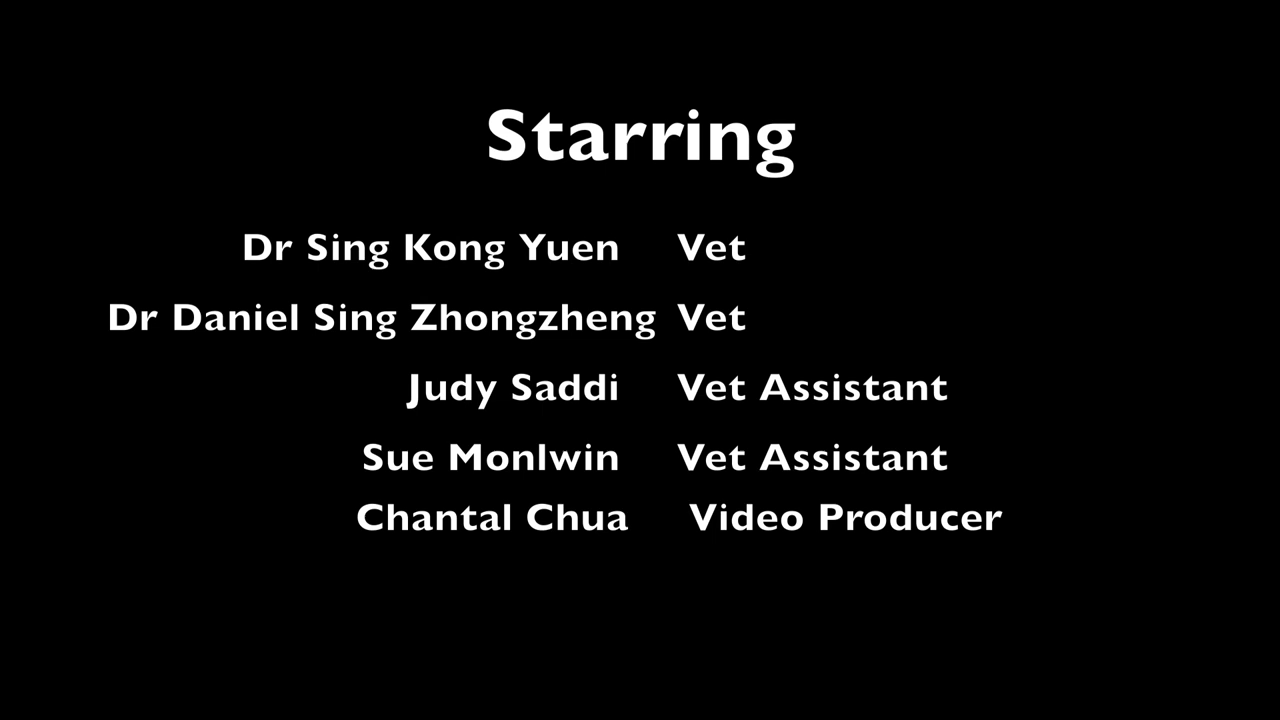 Starring
Dr Sing Kong Yuen Vet
Dr Daniel Sing Zhongzheng Vet
Judy Saddi Vet Assistant
Sue Monlwin Vet Assistant
Chantal Chua Video Producer